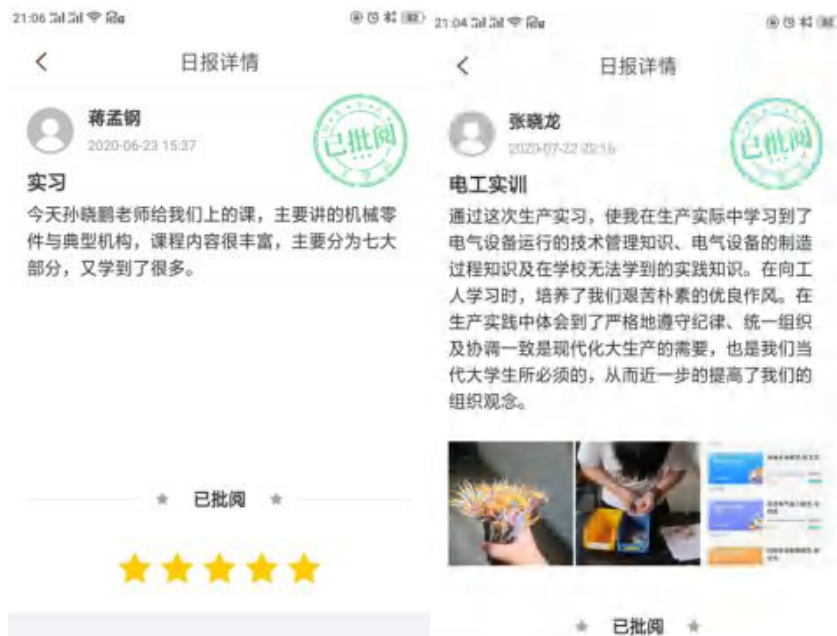 21:06
日报详情
蒋孟钢
2020-06-23 15:37
已批阅
实习
今天孙晓鹏老师给我们上的课，主要讲的机械零
件与典型机构，课程内容很丰富，主要分为七大
部分，又学到了很多。
已批阅
21:04
日报详情
张晓龙
2020-07-22 22:16
已批阅
电工实训
通过这次生产实习，使我在生产实际中学习到了
电气设备运行的技术管理知识、电气设备的制造
过程知识及在学校无法学到的实践知识。在向工
人学习时，培养了我们艰苦朴素的优良作风。在
生产实践中体会到了严格地遵守纪律、统一组织
及协调一致是现代化大生产的需要，也是我们当
代大学生所必须的，从而近一步的提高了我们的
组织观念。
已批阅